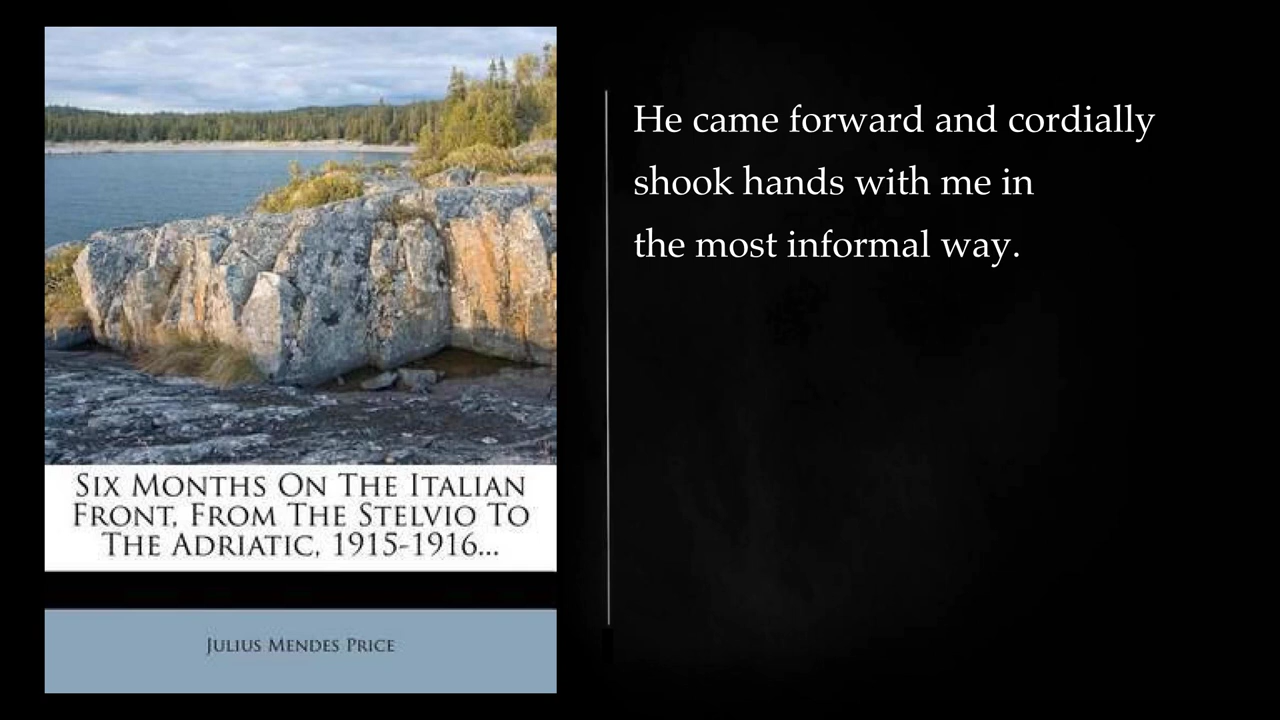 SIX MONTHS ON THE ITALIAN
FRONT, FROM THE STELVIO TO
THE ADRIATIC, 1915-1916...
JULIUS MENDES PRICE
He came forward and cordially
shook hands with me in
the most informal way.